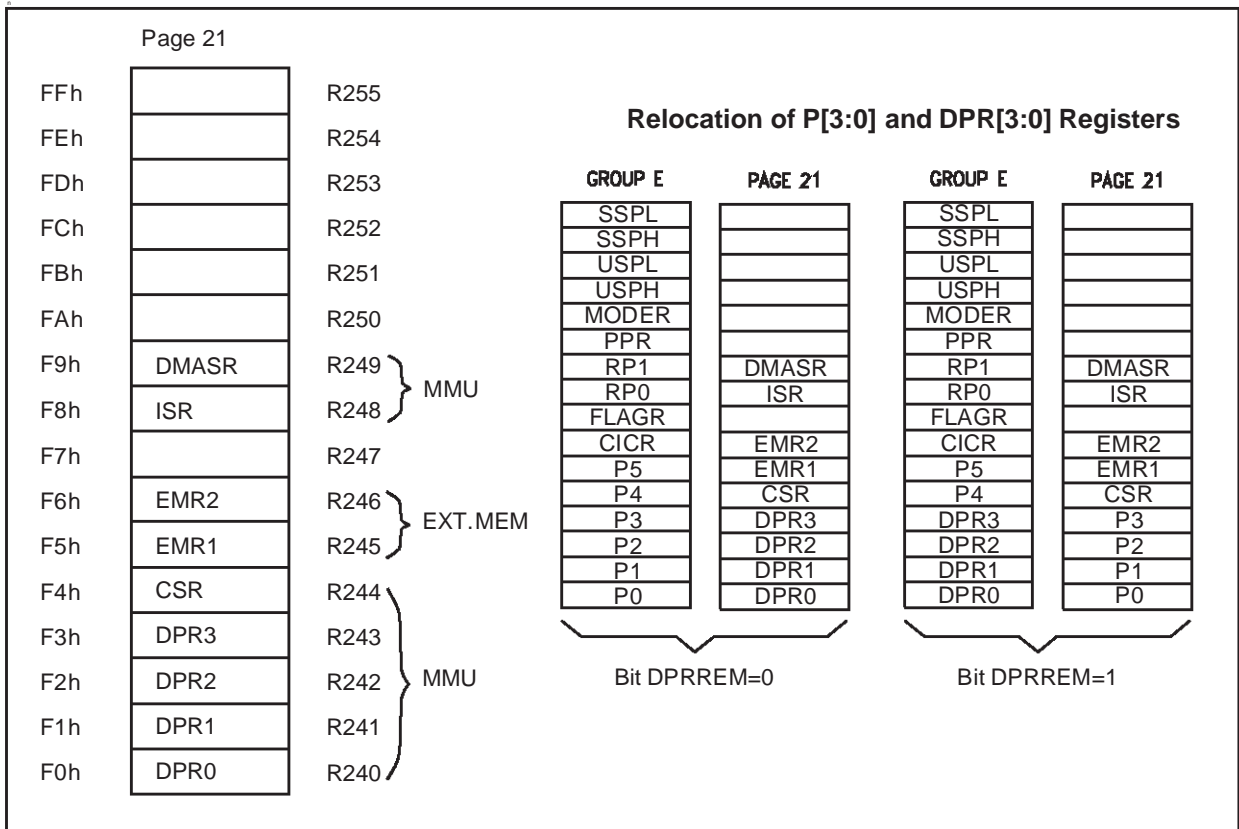 Page 21
FFh R255
FEh R254
FDh R253
FCh R252
FBh R251
FAh R250
F9h DMASR R249
F8h ISR R248
MMU
F7h R247
F6h EMR2 R246
F5h EMR1 R245
EXT.MEM
F4h CSR R244
F3h DPR3 R243
F2h DPR2 R242
F1h DPR1 R241
F0h DPR0 R240
MMU
Relocation of P[3:0] and DPR[3:0] Registers
GROUP E PAGE 21 GROUP E PAGE 21
SSPL SSPL
SSPH SSPH
USPL USPL
USPH USPH
MODER MODER
PPR PPR
RP1 DMASR RP1 DMASR
RP0 ISR RP0 ISR
FLAGR FLAGR
CICR EMR2 CICR EMR2
P5 EMR1 P5 EMR1
P4 CSR P4 CSR
P3 DPR3 DPR3 P3
P2 DPR2 DPR2 P2
P1 DPR1 DPR1 P1
P0 DPR0 DPR0 P0
Bit DPRREM=0 Bit DPRREM=1